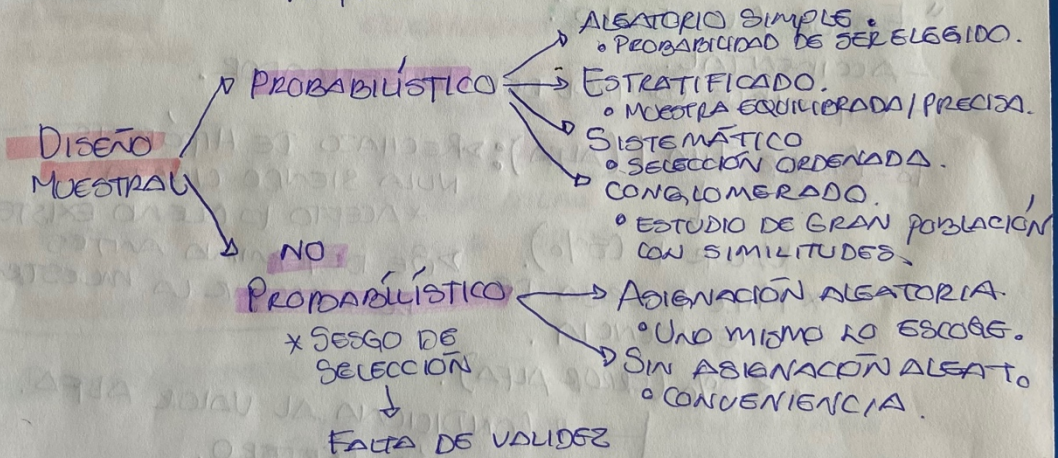 ALEATORIO SIMPLE.
• PROBABILIDAD DE SER ELEGIDO.
PROBABILÍSTICO
ESTRATIFICADO.
• MUESTRA EQUILIBRADA/PRECISA.
DISEÑO
MUESTRAL
SISTEMÁTICO
• SELECCIÓN ORDENADA.
CONGLOMERADO.
• ESTUDIO DE GRAN POBLACIÓN
CON SIMILITUDES.
NO
PROBABILÍSTICO
* SESGO DE
SELECCIÓN
↓
FALTA DE VALIDEZ
ASIGNACIÓN ALEATORIA.
• UNO MISMO LO ESCOGE.
SIN ASIGNACIÓN ALEATO.
• CONVENIENCIA.